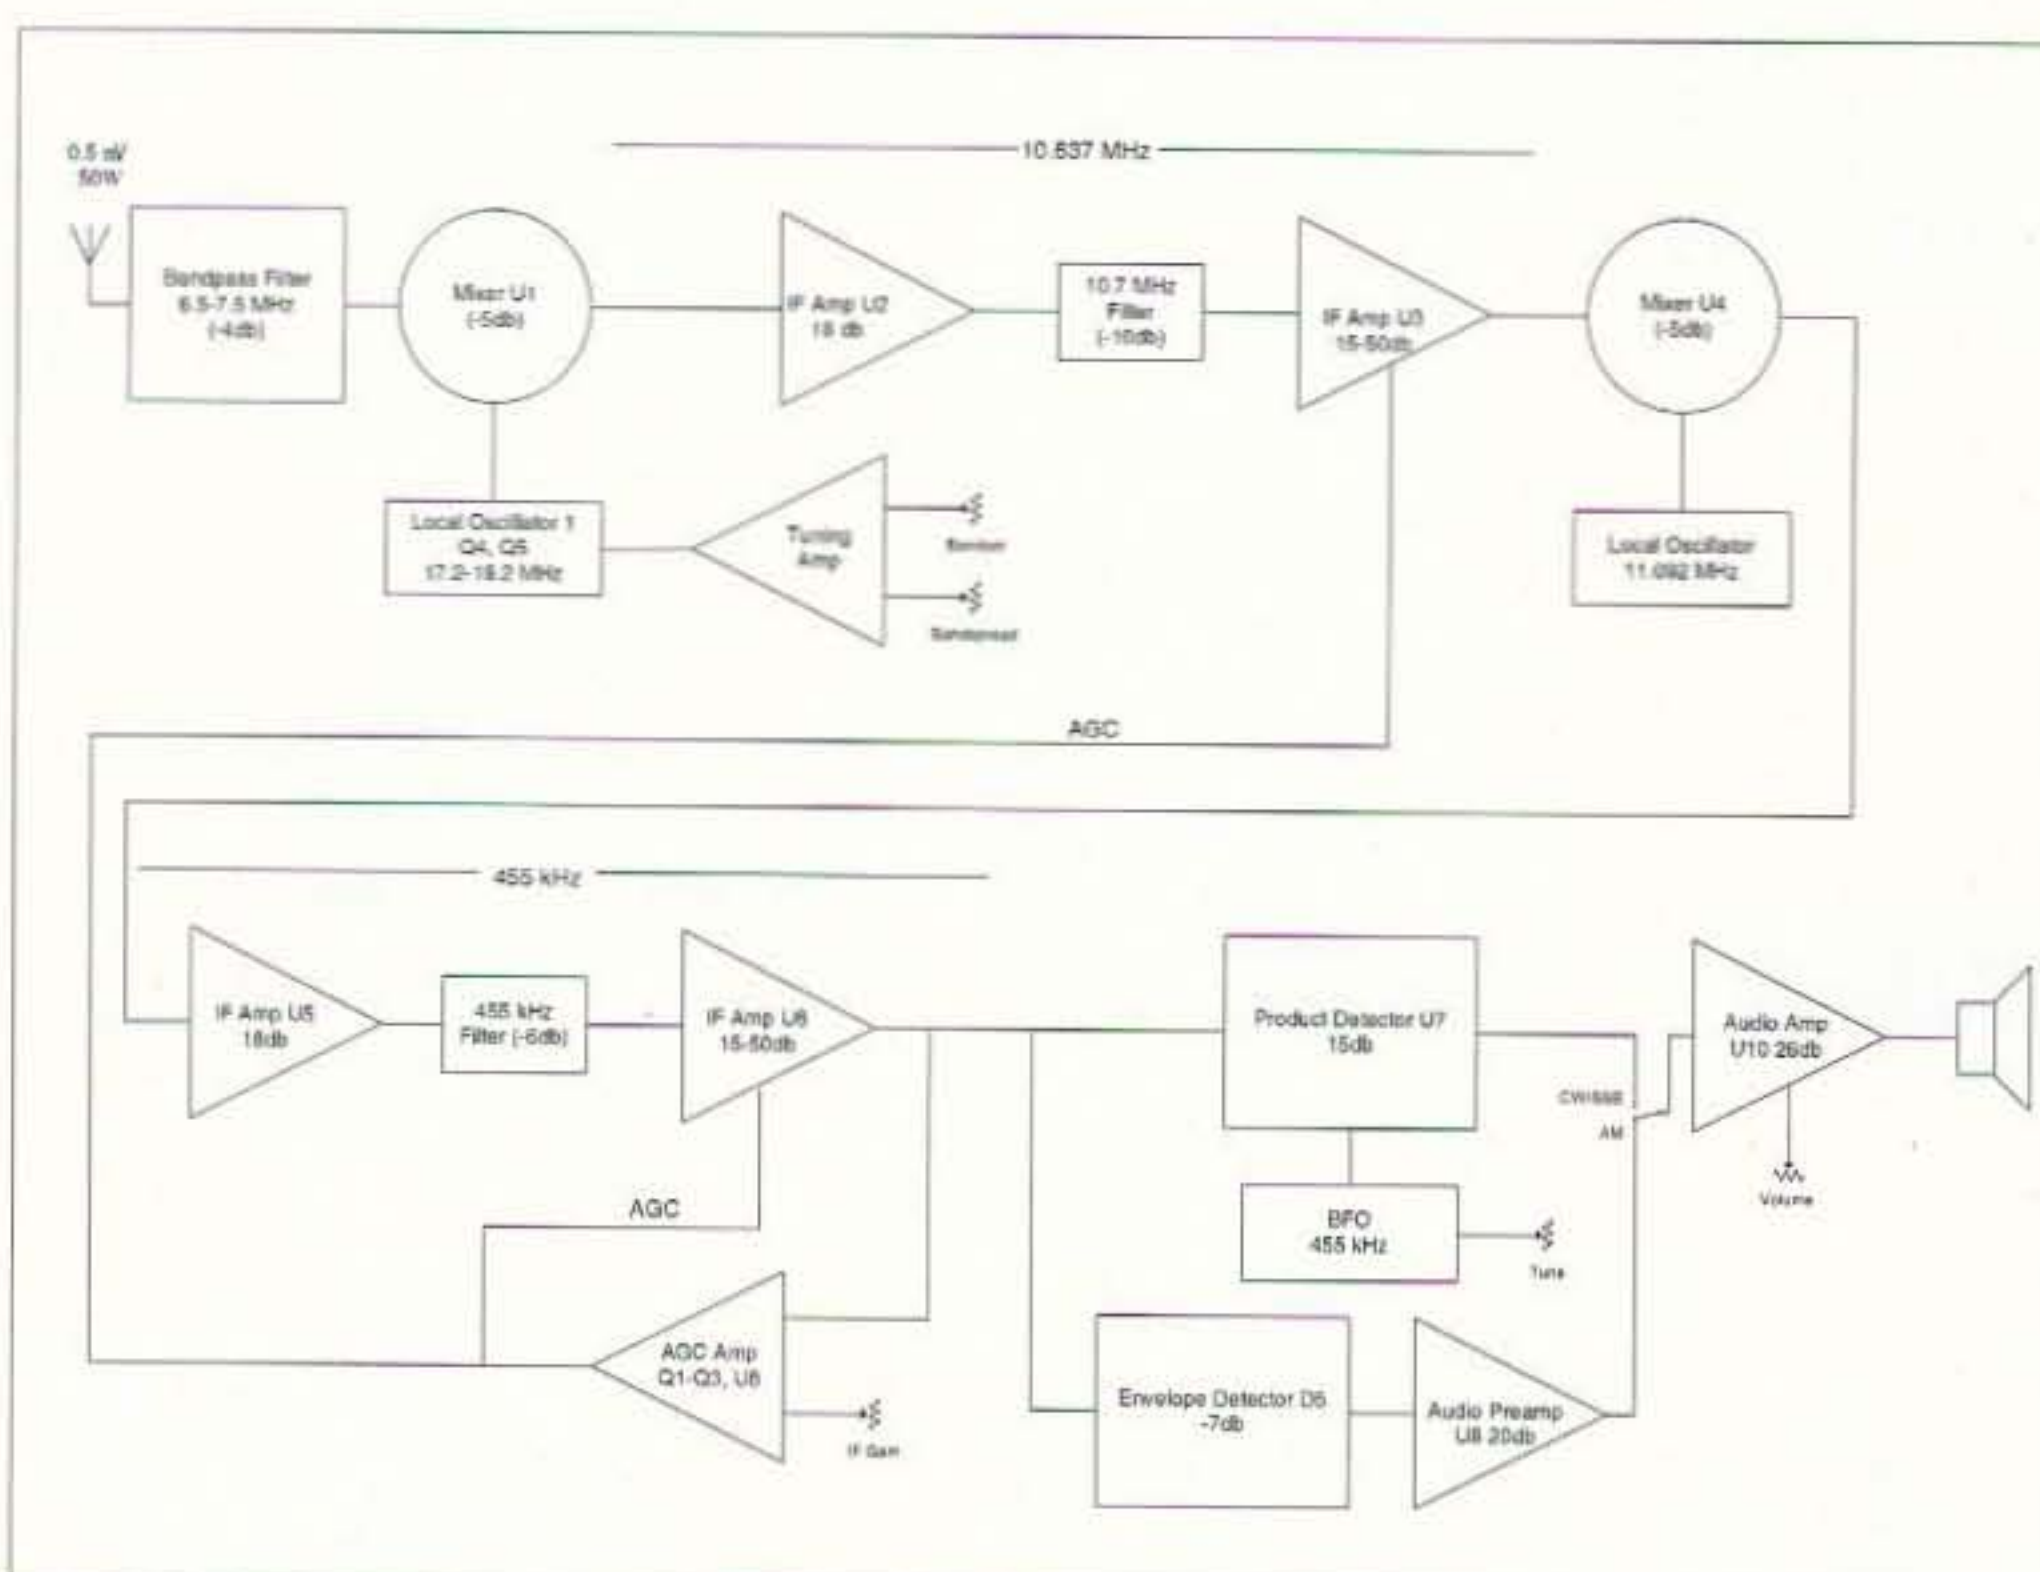 10.637 MHz
0.5
50W
Bandpass Filter
6.5-7.5 MHz
(-4db)
Mixer U1
(-5db)
IF Amp U2
18 db
10.7 MHz
Filter
(-10db)
IF Amp U3
15-50db
Mixer U4
(-5db)
Local Oscillator 1
Q4, Q5
17.2-18.2 MHz
Tuning
Amp
Bandspread
Local Oscillator
11.092 MHz
AGC
455 kHz
IF Amp U5
18db
455 kHz
Filter (-6db)
IF Amp U6
15-50db
Product Detector U7
15db
Audio Amp
U10 26db
CW/SSB
AM
Volume
AGC
BFO
455 kHz
Tune
AGC Amp
Q1-Q3, U8
IF Gain
Envelope Detector D5
-7db
Audio Preamp
U8 20db